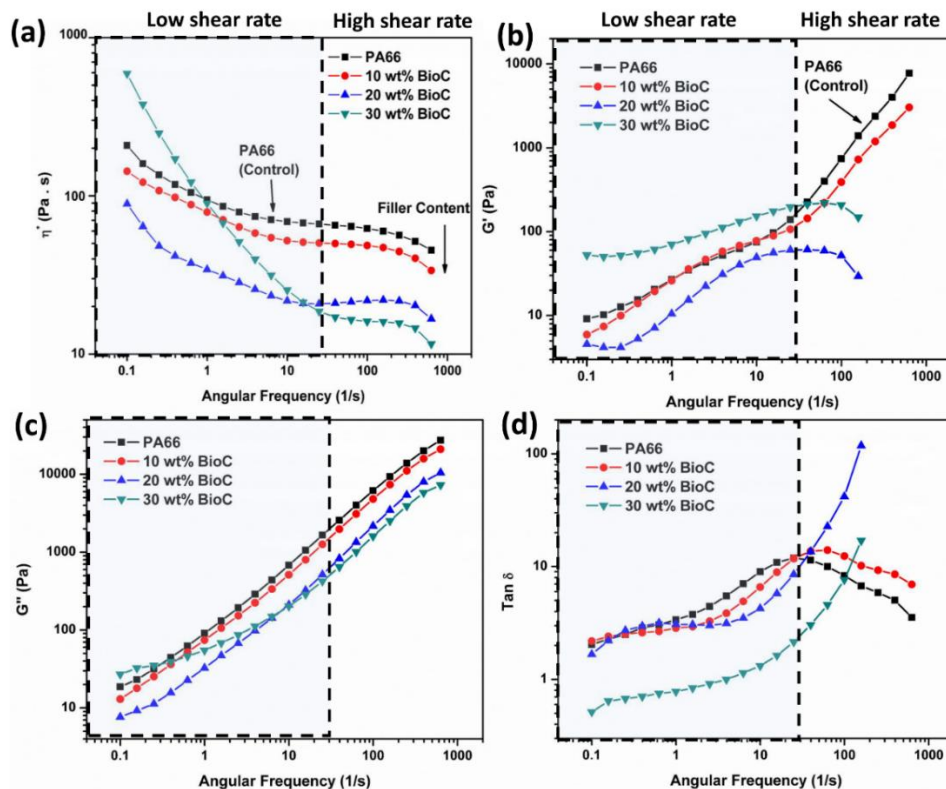 Low shear rate High shear rate
(a)
1000
100
10
η* (Pa . s)
PA66
10 wt% BioC
20 wt% BioC
30 wt% BioC
PA66
(Control)
Filler Content
0.1 1 10 100 1000
Angular Frequency (1/s)
Low shear rate High shear rate
(b)
10000
1000
100
10
G' (Pa)
PA66
10 wt% BioC
20 wt% BioC
30 wt% BioC
PA66
(Control)
0.1 1 10 100 1000
Angular Frequency (1/s)
(c)
10000
1000
100
10
G'' (Pa)
PA66
10 wt% BioC
20 wt% BioC
30 wt% BioC
0.1 1 10 100 1000
Angular Frequency (1/s)
(d)
100
10
1
Tan δ
PA66
10 wt% BioC
20 wt% BioC
30 wt% BioC
0.1 1 10 100 1000
Angular Frequency (1/s)